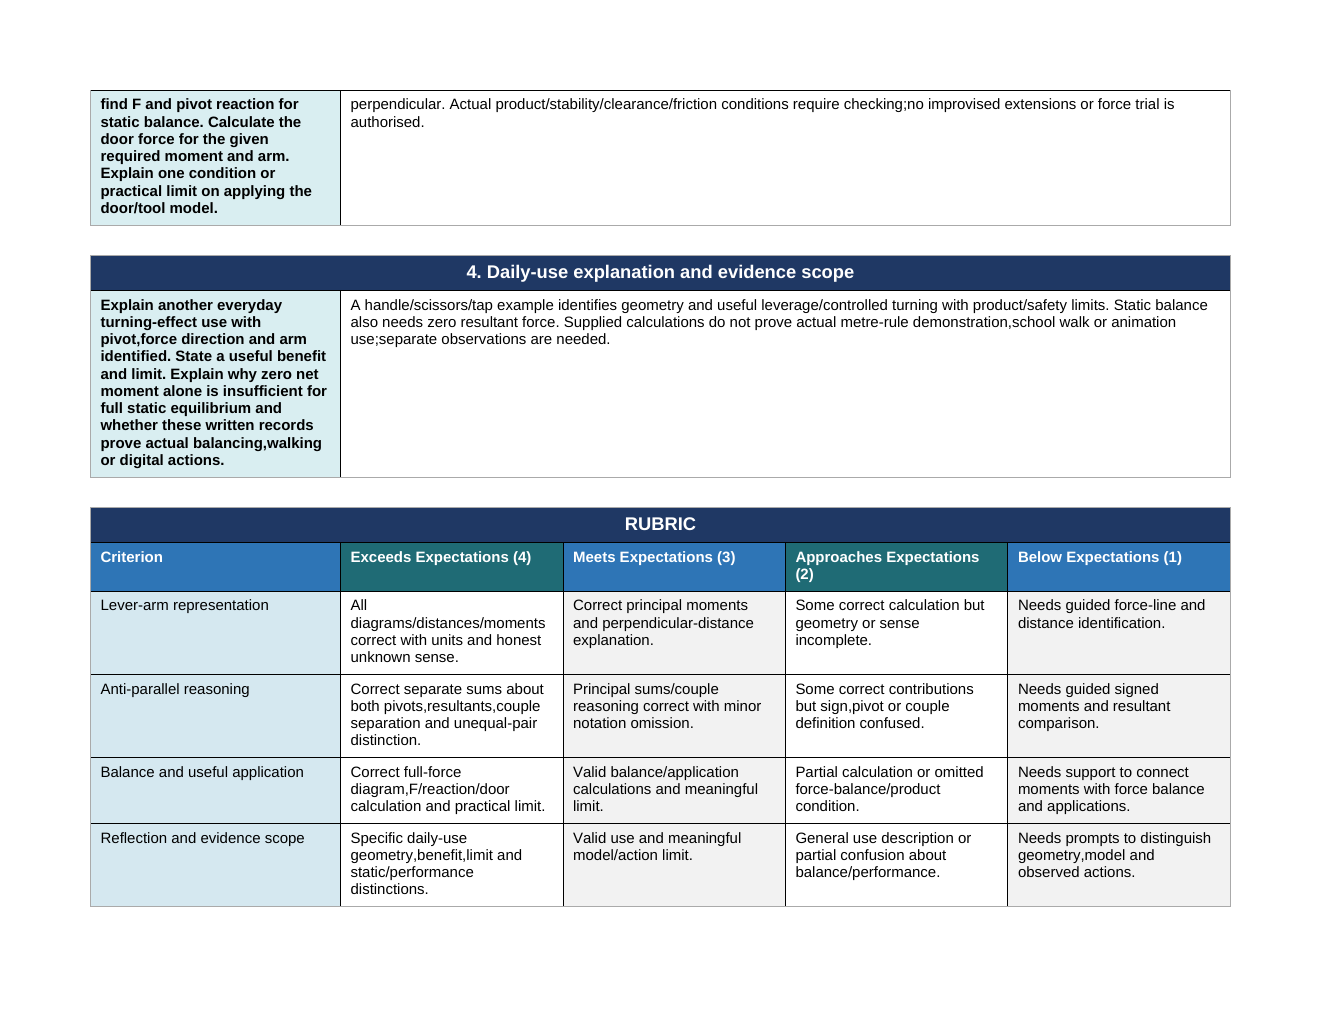 find F and pivot reaction for
static balance. Calculate the
door force for the given
required moment and arm.
Explain one condition or
practical limit on applying the
door/tool model.
perpendicular. Actual product/stability/clearance/friction conditions require checking;no improvised extensions or force trial is
authorised.
4. Daily-use explanation and evidence scope
Explain another everyday
turning-effect use with
pivot,force direction and arm
identified. State a useful benefit
and limit. Explain why zero net
moment alone is insufficient for
full static equilibrium and
whether these written records
prove actual balancing,walking
or digital actions.
A handle/scissors/tap example identifies geometry and useful leverage/controlled turning with product/safety limits. Static balance
also needs zero resultant force. Supplied calculations do not prove actual metre-rule demonstration,school walk or animation
use;separate observations are needed.
RUBRIC
Criterion
Exceeds Expectations (4)
Meets Expectations (3)
Approaches Expectations
(2)
Below Expectations (1)
Lever-arm representation
All
diagrams/distances/moments
correct with units and honest
unknown sense.
Correct principal moments
and perpendicular-distance
explanation.
Some correct calculation but
geometry or sense
incomplete.
Needs guided force-line and
distance identification.
Anti-parallel reasoning
Correct separate sums about
both pivots,resultants,couple
separation and unequal-pair
distinction.
Principal sums/couple
reasoning correct with minor
notation omission.
Some correct contributions
but sign,pivot or couple
definition confused.
Needs guided signed
moments and resultant
comparison.
Balance and useful application
Correct full-force
diagram,F/reaction/door
calculation and practical limit.
Valid balance/application
calculations and meaningful
limit.
Partial calculation or omitted
force-balance/product
condition.
Needs support to connect
moments with force balance
and applications.
Reflection and evidence scope
Specific daily-use
geometry,benefit,limit and
static/performance
distinctions.
Valid use and meaningful
model/action limit.
General use description or
partial confusion about
balance/performance.
Needs prompts to distinguish
geometry,model and
observed actions.